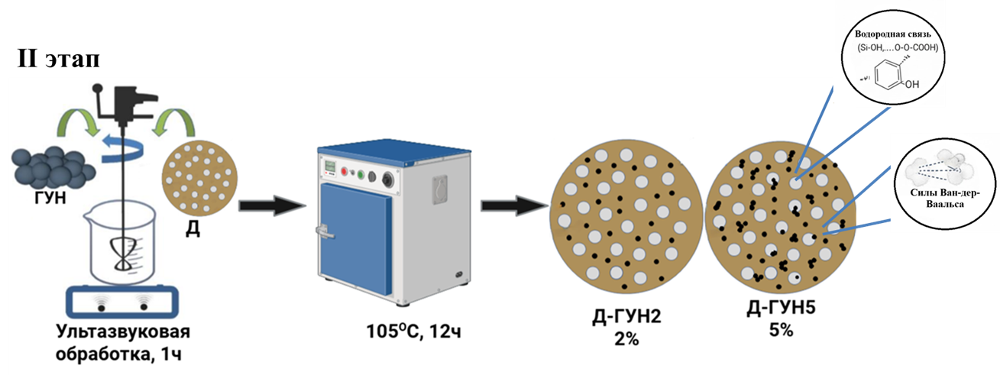 II этап
Водородная связь
(Si-OH,....O-O-COOH)
OH
ГУН
Д
Силы Ван-дер-
Ваальса
Ультазвуковая
обработка, 1ч
105⁰C, 12ч
Д-ГУН2
2%
Д-ГУН5
5%